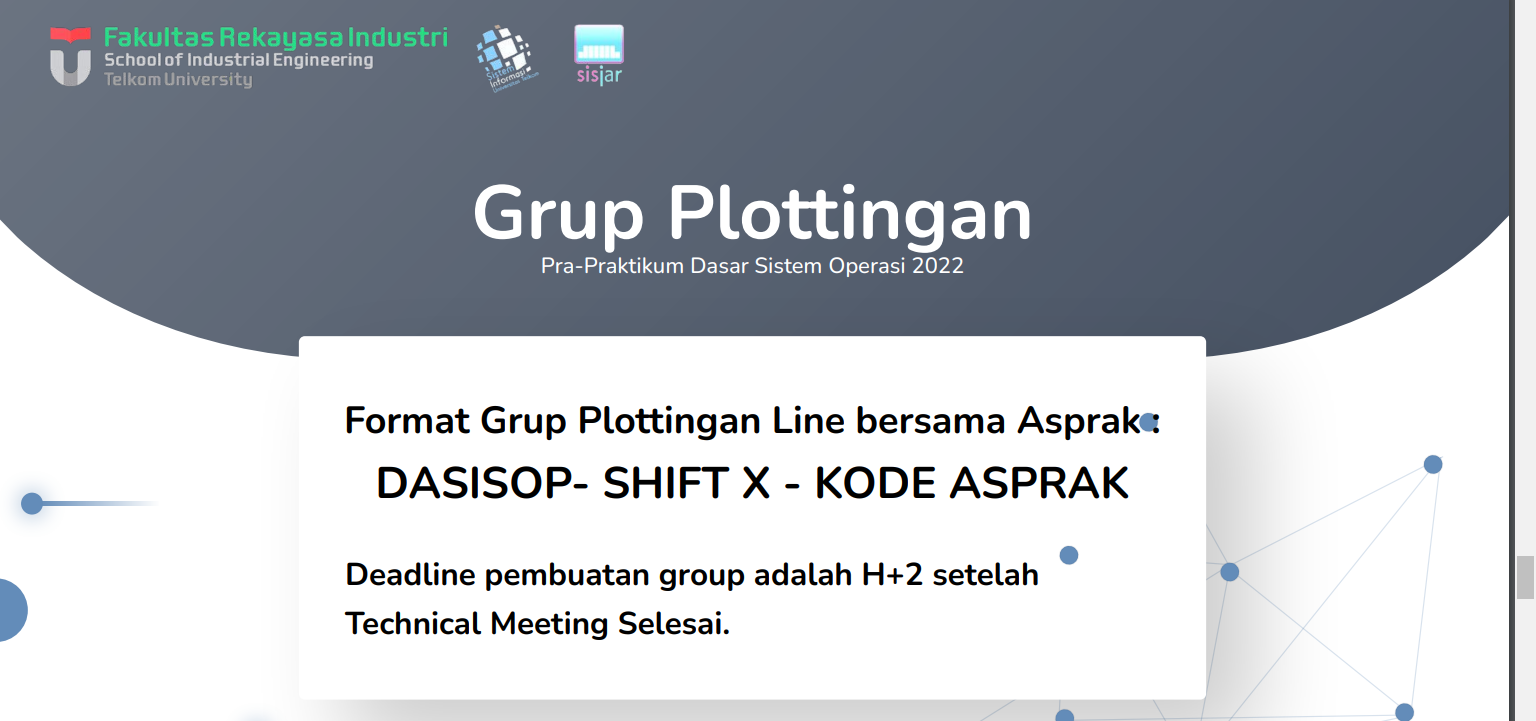 Fakultas Rekayasa Industri
School of Industrial Engineering
Telkom University
Sistem
Informasi
Universitas Telkom
sisjar
Grup Plottingan
Pra-Praktikum Dasar Sistem Operasi 2022
Format Grup Plottingan Line bersama Asprak :
DASISOP- SHIFT X - KODE ASPRAK
Deadline pembuatan group adalah H+2 setelah
Technical Meeting Selesai.